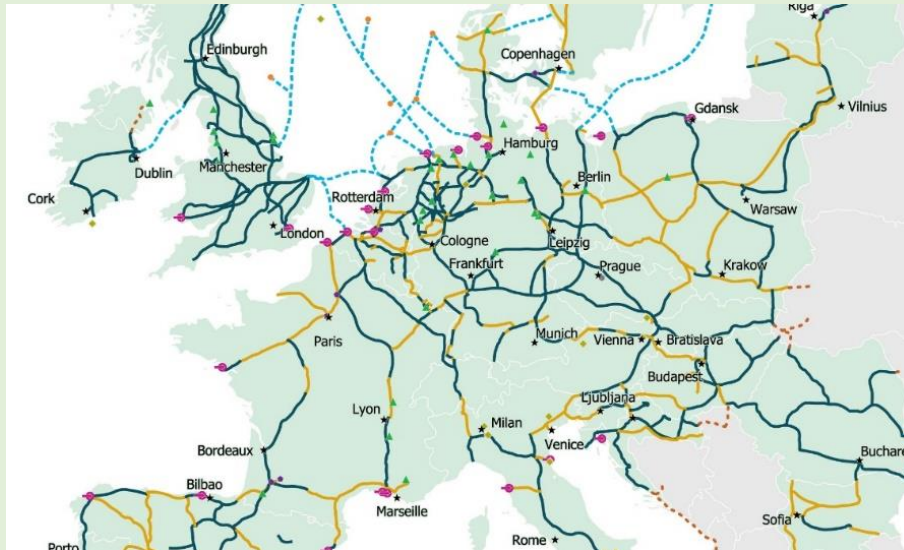 Riga
Edinburgh
Copenhagen
Gdansk
Vilnius
Hamburg
Dublin
Manchester
Berlin
Cork
Rotterdam
Warsaw
London
Cologne
Leipzig
Frankfurt
Prague
Krakow
Paris
Munich
Vienna
Bratislava
Budapest
Ljubljana
Lyon
Milan
Venice
Bordeaux
Buchare
Bilbao
Marseille
Sofia
Rome
Porto